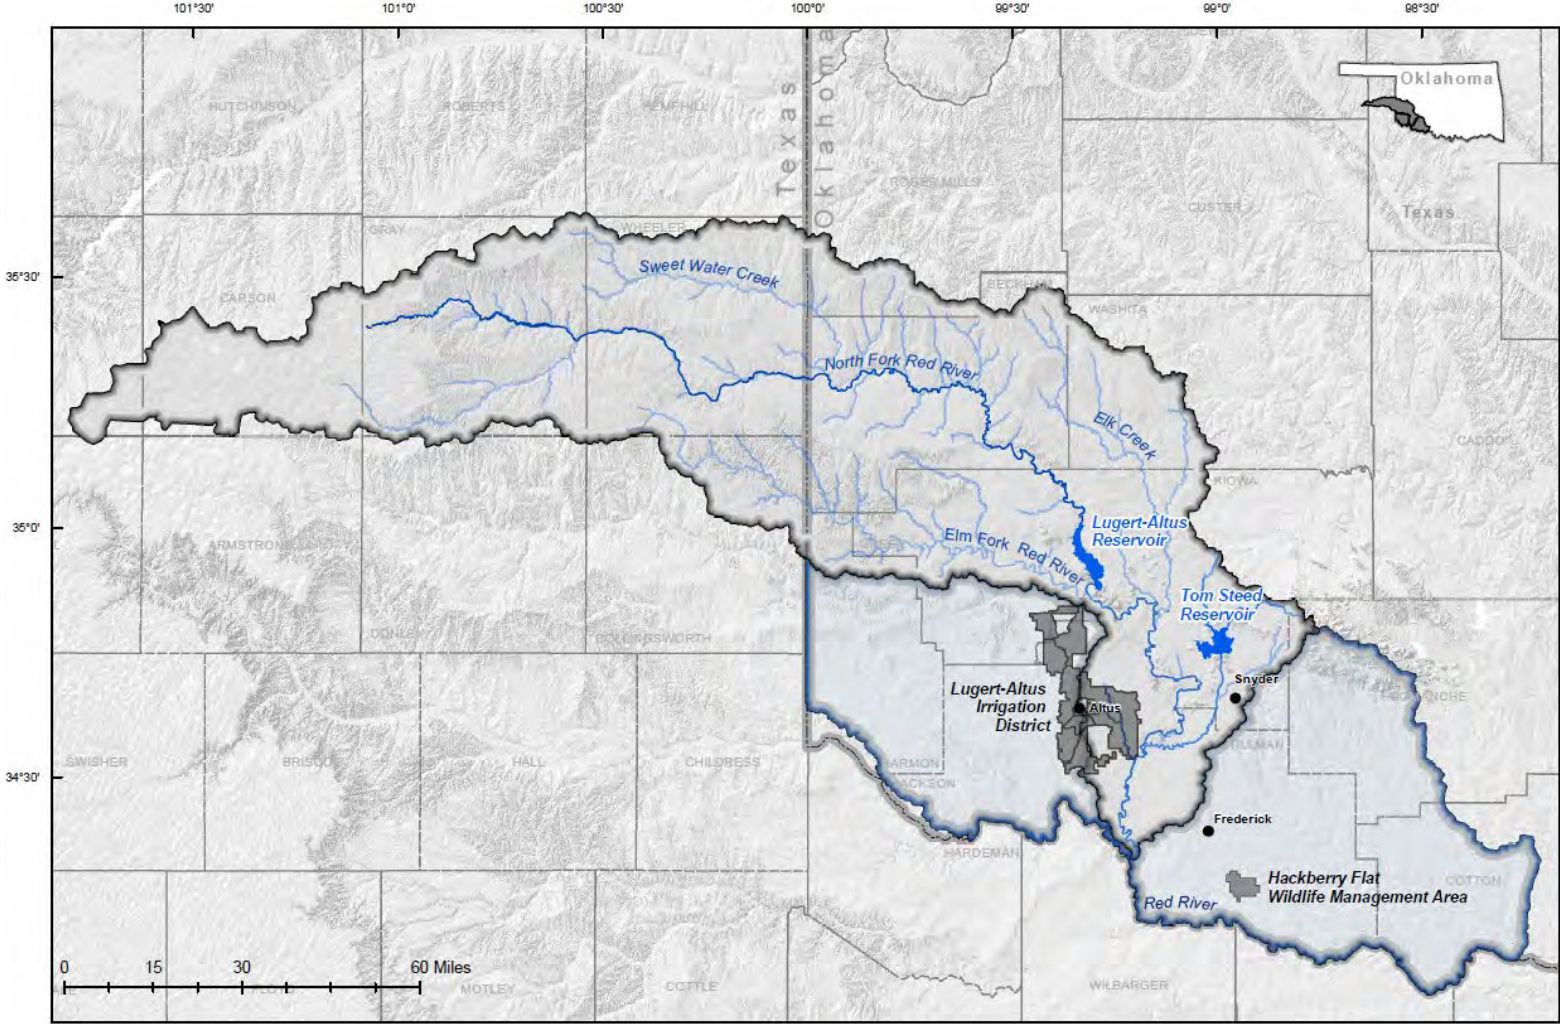 101°30'
101°0'
100°30'
100°0'
99°30'
99°0'
98°30'
Oklahoma
Texas
Texas
Oklahoma
HUTCHINSON
ROBERTS
HEMPHILL
ROGER MILLS
CUSTER
GRAY
WHEELER
35°30'
Sweet Water Creek
CARSON
BECKHAM
WASHITA
North Fork Red River
Elk Creek
CADDO
KIOWA
35°0'
Lugert-Altus
Reservoir
ARMSTRONG
Elm Fork Red River
Tom Steed
Reservoir
COLLINGSWORTH
Snyder
Lugert-Altus
Irrigation
District
Altus
TILLMAN
SWISHER
BRISCOE
HALL
CHILDRESS
HARMON
JACKSON
34°30'
Frederick
HARDEMAN
Hackberry Flat
Wildlife Management Area
COTTON
Red River
0 15 30 60 Miles
MOTLEY
COTTLE
WILBARGER